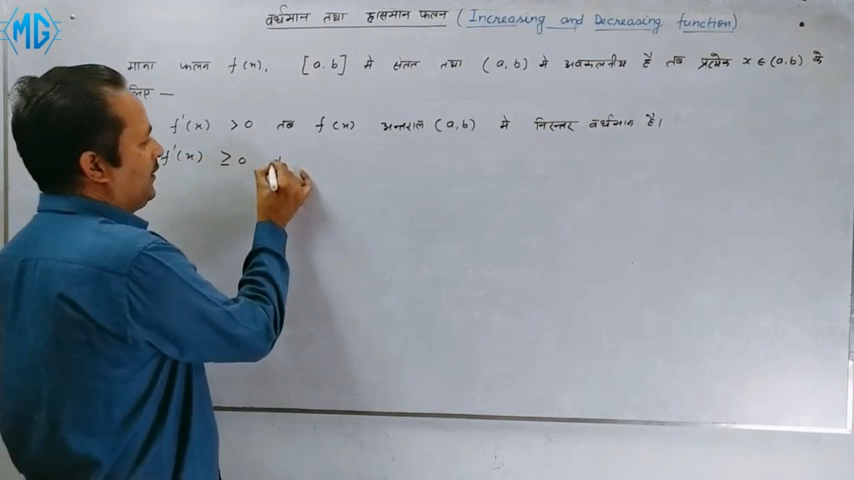 MG
वर्धमान तथा ह्रासमान फलन (Increasing and Decreasing function)
माना फलन f(x), [a,b] मे संतत तथा (a,b) मे अवकलनीय है तब प्रत्येक x ∈ (a,b) के
लिए —
f'(x) > 0 तब f(x) अन्तराल (a,b) मे निरन्तर वर्धमान है।
f'(x) ≥ 0